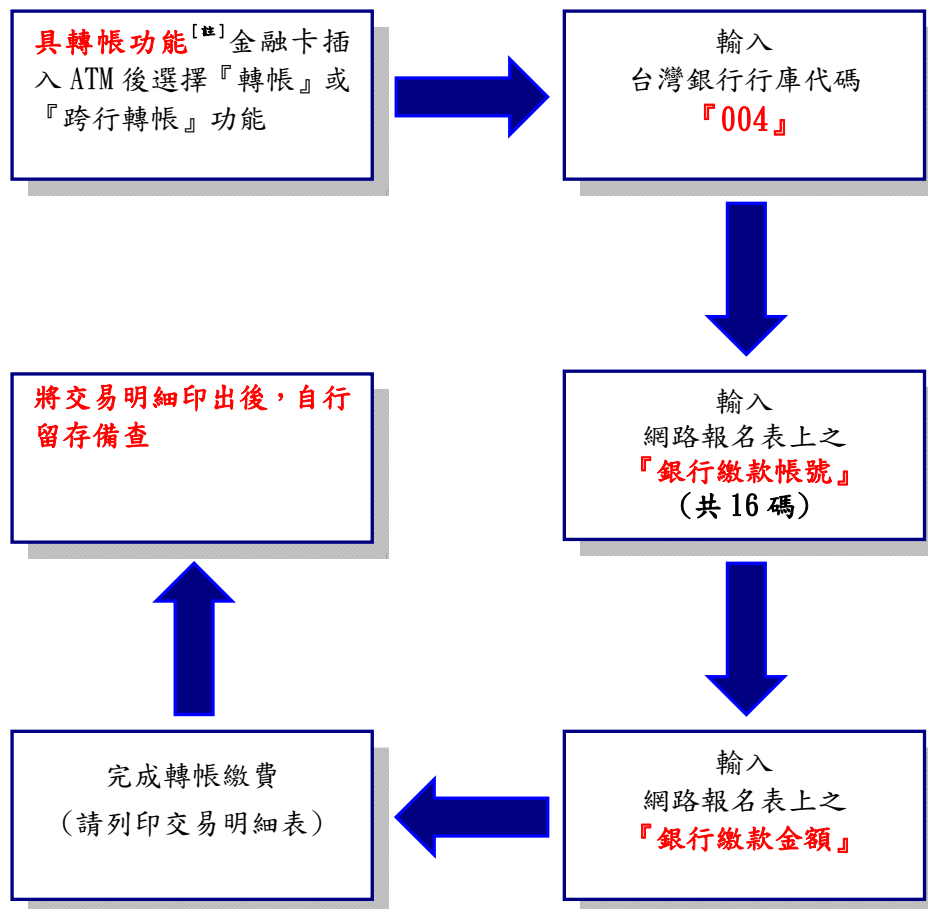 具轉帳功能[註]金融卡插
入 ATM 後選擇『轉帳』或
『跨行轉帳』功能
輸入
台灣銀行行庫代碼
『004』
輸入
網路報名表上之
『銀行繳款帳號』
(共 16 碼)
輸入
網路報名表上之
『銀行繳款金額』
完成轉帳繳費
(請列印交易明細表)
將交易明細印出後，自行
留存備查